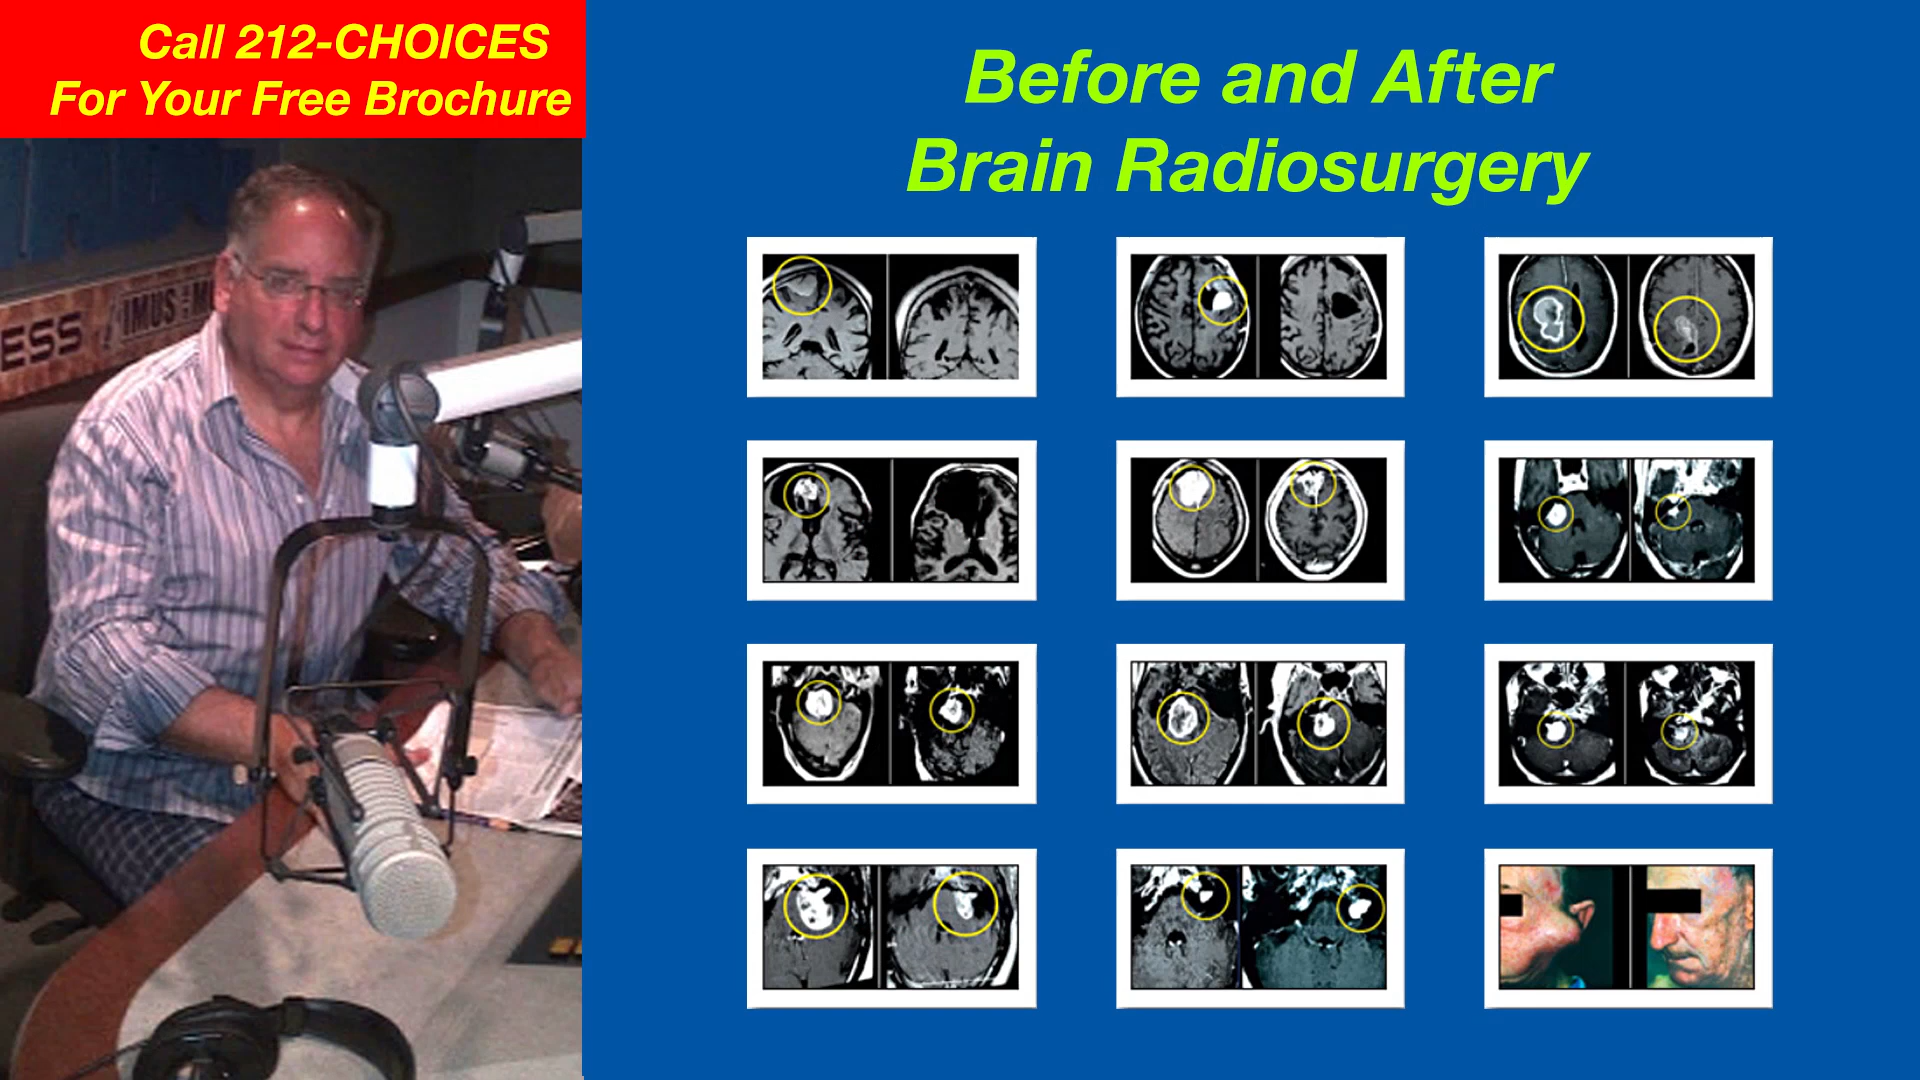 Call 212-CHOICES
For Your Free Brochure
Before and After
Brain Radiosurgery
ESS
IMUS